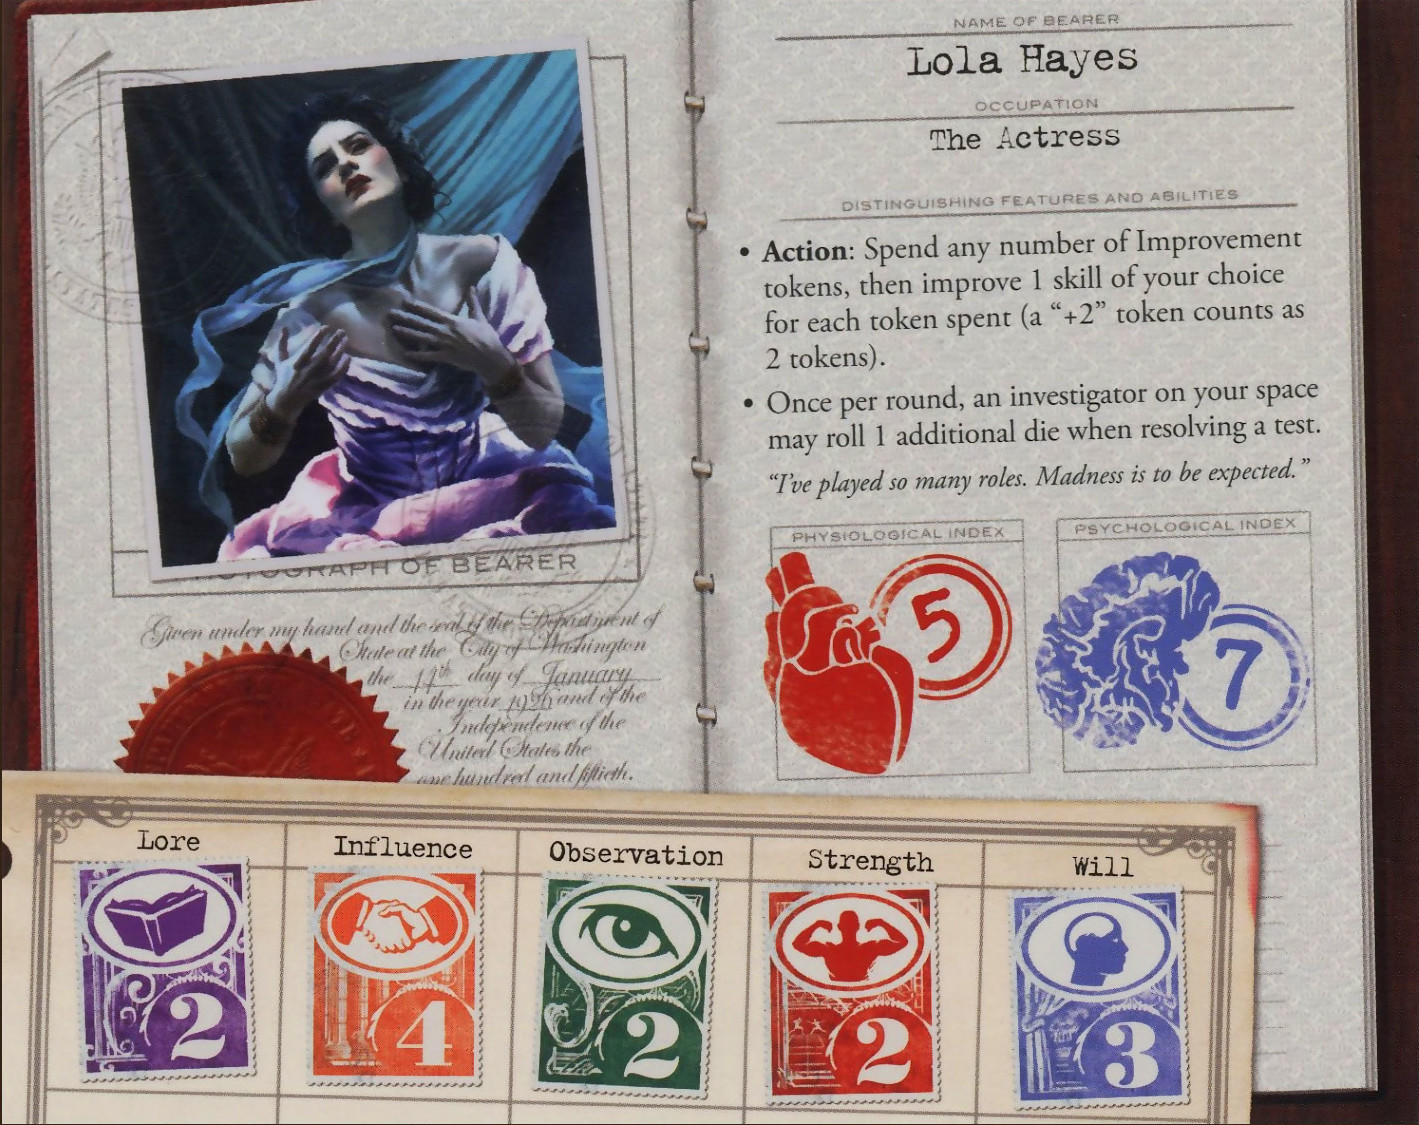 PHOTOGRAPH OF BEARER
Given under my hand and the seal of the Department of
State at the City of Washington
the 14th day of January
in the year 1926 and of the
Independence of the
United States the
one hundred and fiftieth.
NAME OF BEARER
Lola Hayes
OCCUPATION
The Actress
DISTINGUISHING FEATURES AND ABILITIES
• Action: Spend any number of Improvement
tokens, then improve 1 skill of your choice
for each token spent (a “+2” token counts as
2 tokens).
• Once per round, an investigator on your space
may roll 1 additional die when resolving a test.
“I’ve played so many roles. Madness is to be expected.”
PHYSIOLOGICAL INDEX
5
PSYCHOLOGICAL INDEX
7
Lore Influence Observation Strength Will
2 4 2 2 3